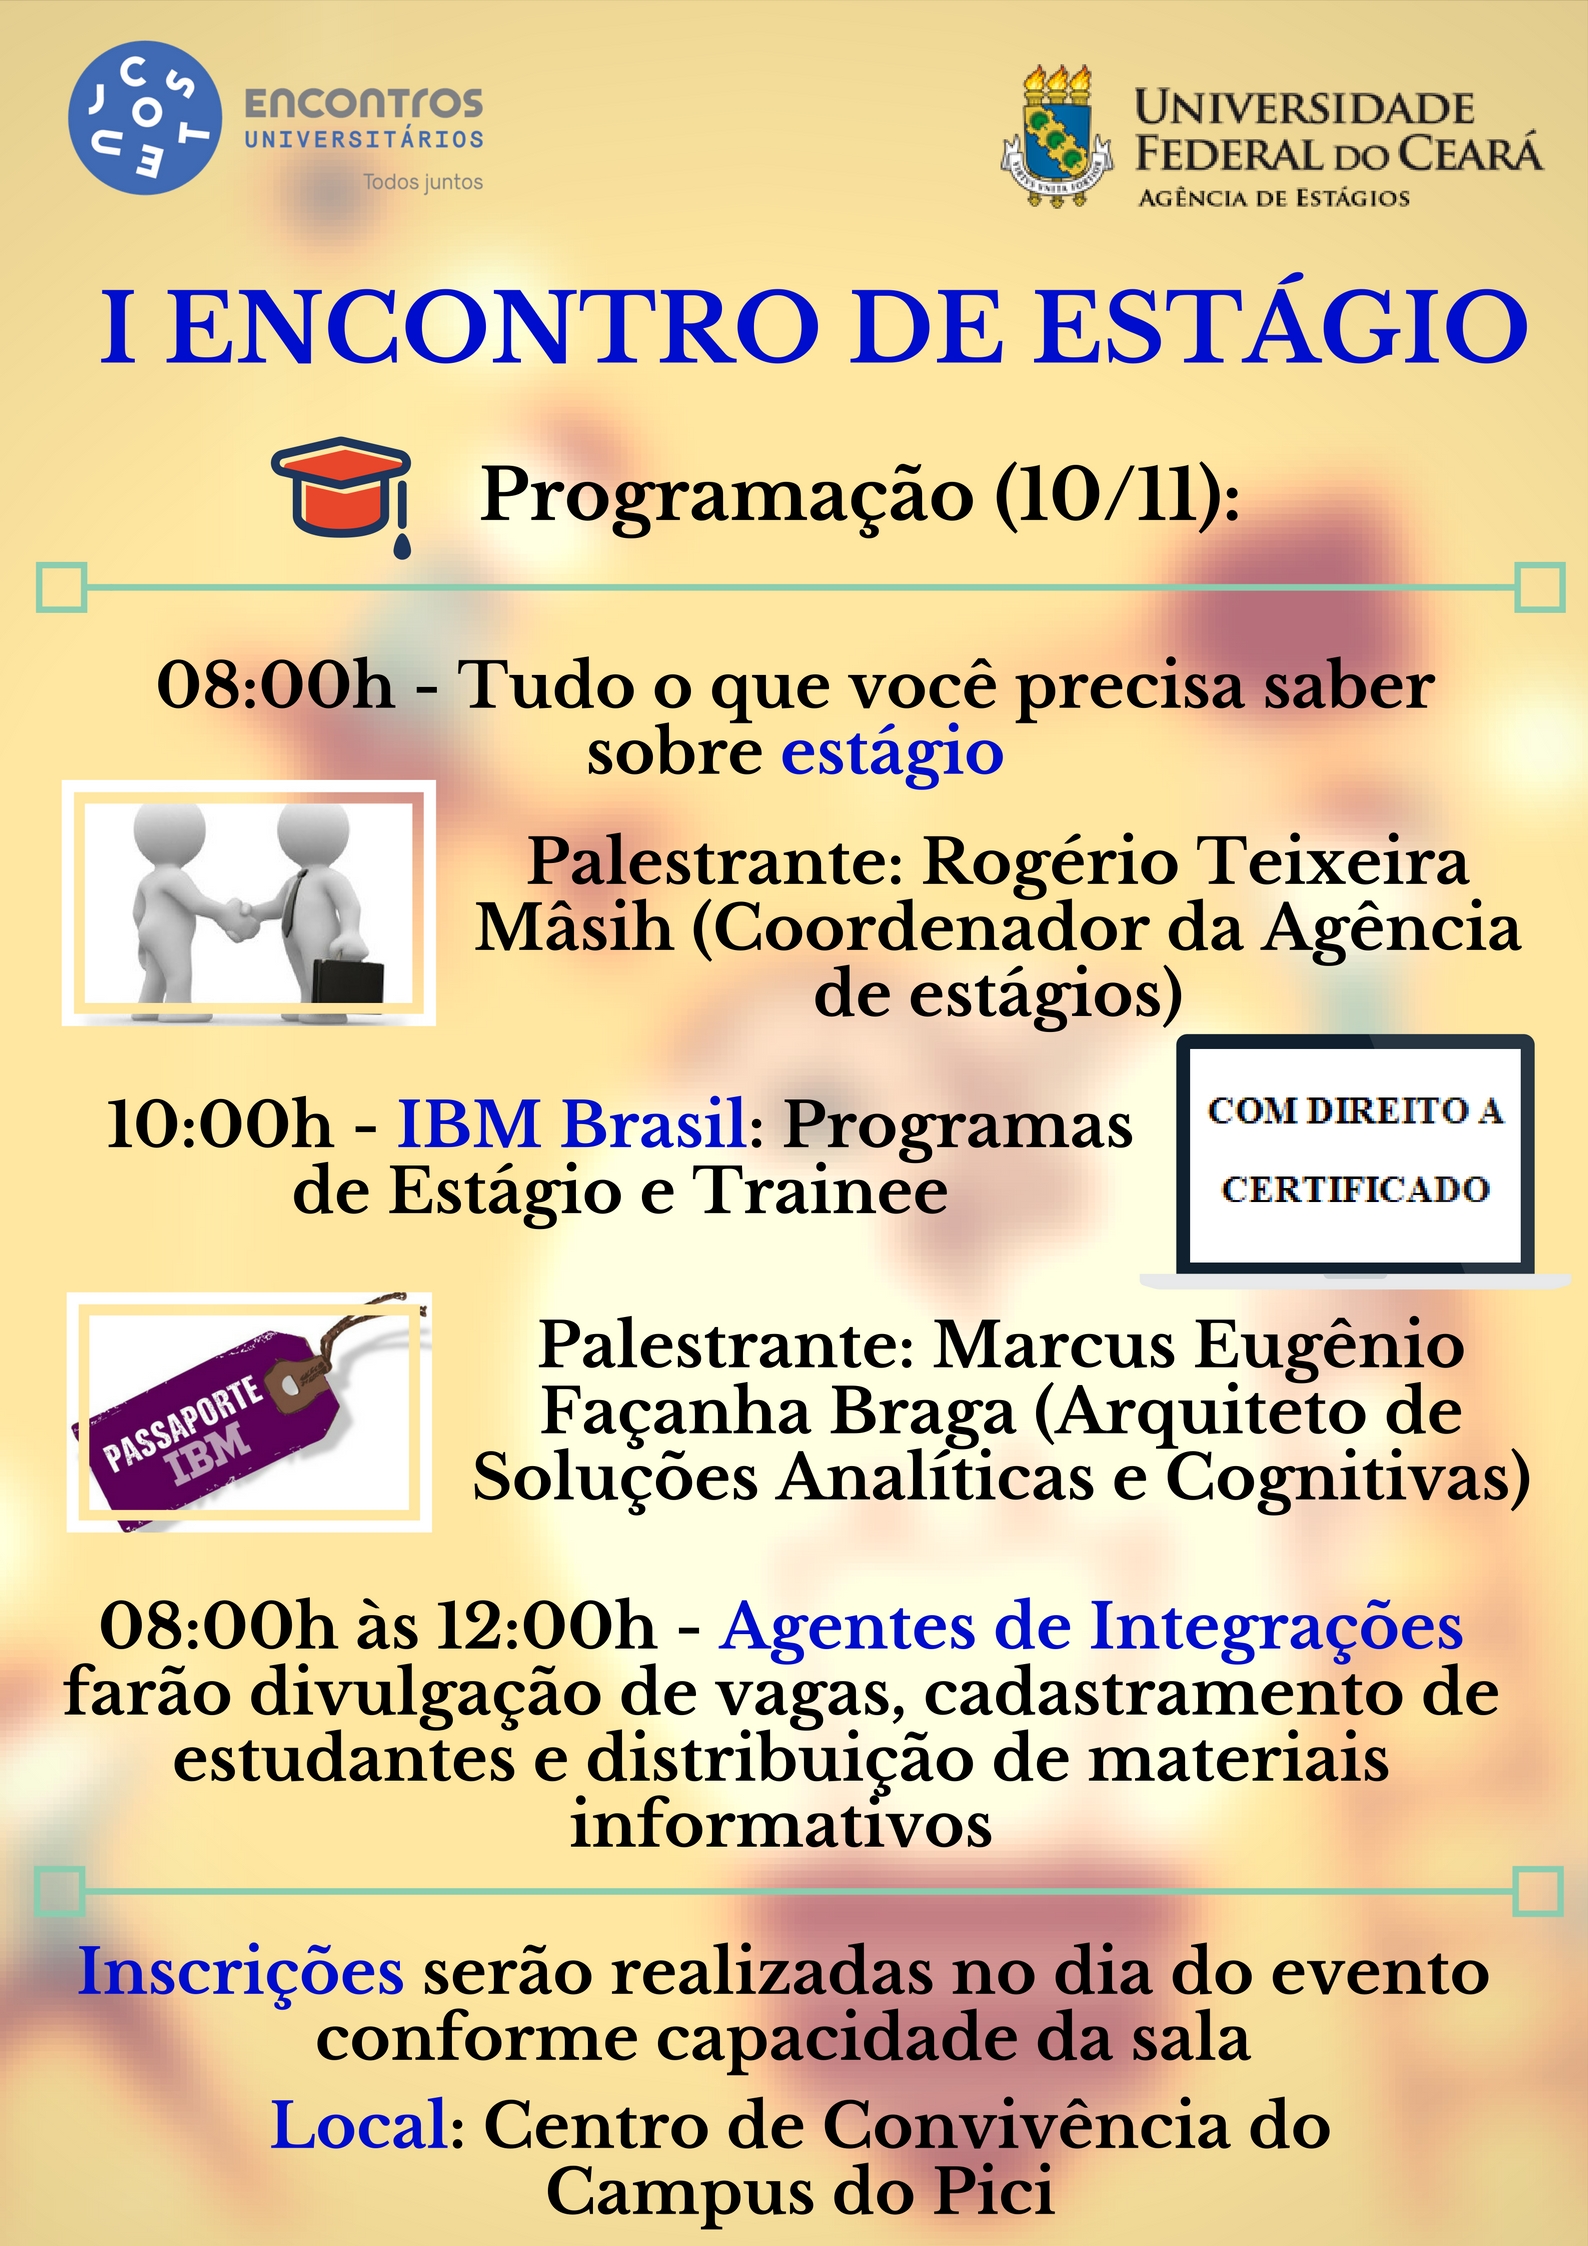 ENCONTROS
UNIVERSITÁRIOS
Todos juntos
UNIVERSIDADE
FEDERAL DO CEARÁ
AGÊNCIA DE ESTÁGIOS
VIRTUS UNITA FORTIOR
I ENCONTRO DE ESTÁGIO
Programação (10/11):
08:00h - Tudo o que você precisa saber
sobre estágio
Palestrante: Rogério Teixeira
Mâsih (Coordenador da Agência
de estágios)
10:00h - IBM Brasil: Programas
de Estágio e Trainee
COM DIREITO A
CERTIFICADO
PASSAPORTE
IBM
Palestrante: Marcus Eugênio
Façanha Braga (Arquiteto de
Soluções Analíticas e Cognitivas)
08:00h às 12:00h - Agentes de Integrações
farão divulgação de vagas, cadastramento de
estudantes e distribuição de materiais
informativos
Inscrições serão realizadas no dia do evento
conforme capacidade da sala
Local: Centro de Convivência do
Campus do Pici